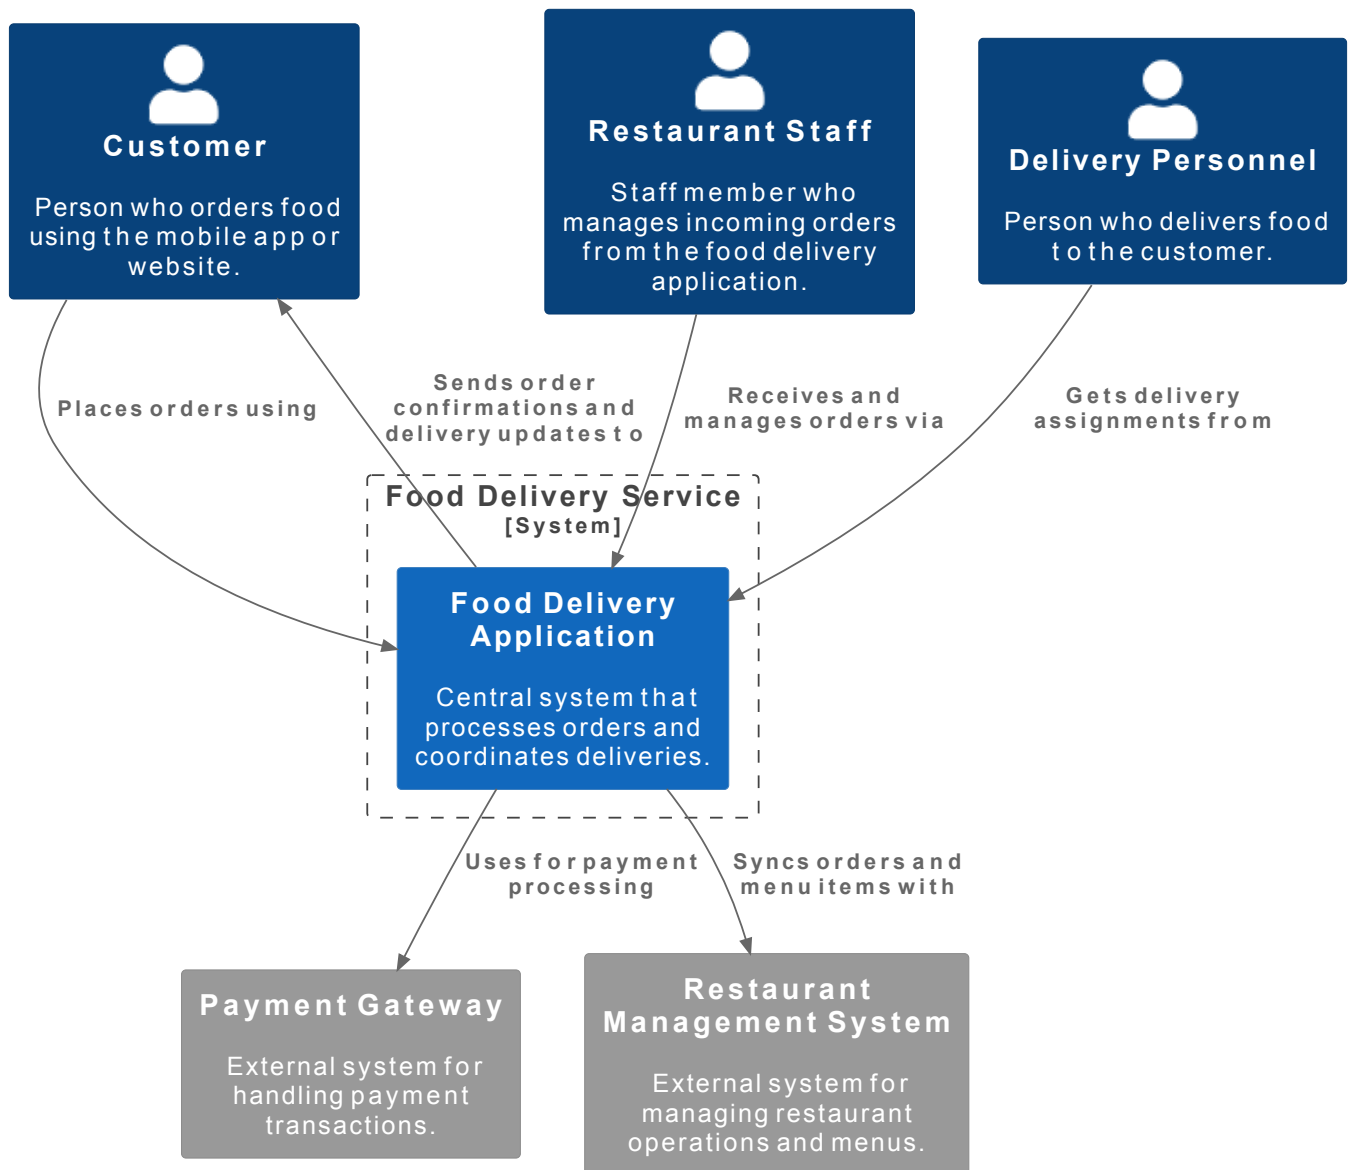 Customer
Person who orders food
using the mobile app or
website.
Restaurant Staff
Staff member who
manages incoming orders
from the food delivery
application.
Delivery Personnel
Person who delivers food
to the customer.
Places orders using
Sends order
confirmations and
delivery updates to
Receives and
manages orders via
Gets delivery
assignments from
Food Delivery Service
[System]
Food Delivery
Application
Central system that
processes orders and
coordinates deliveries.
Uses for payment
processing
Syncs orders and
menu items with
Payment Gateway
External system for
handling payment
transactions.
Restaurant
Management System
External system for
managing restaurant
operations and menus.